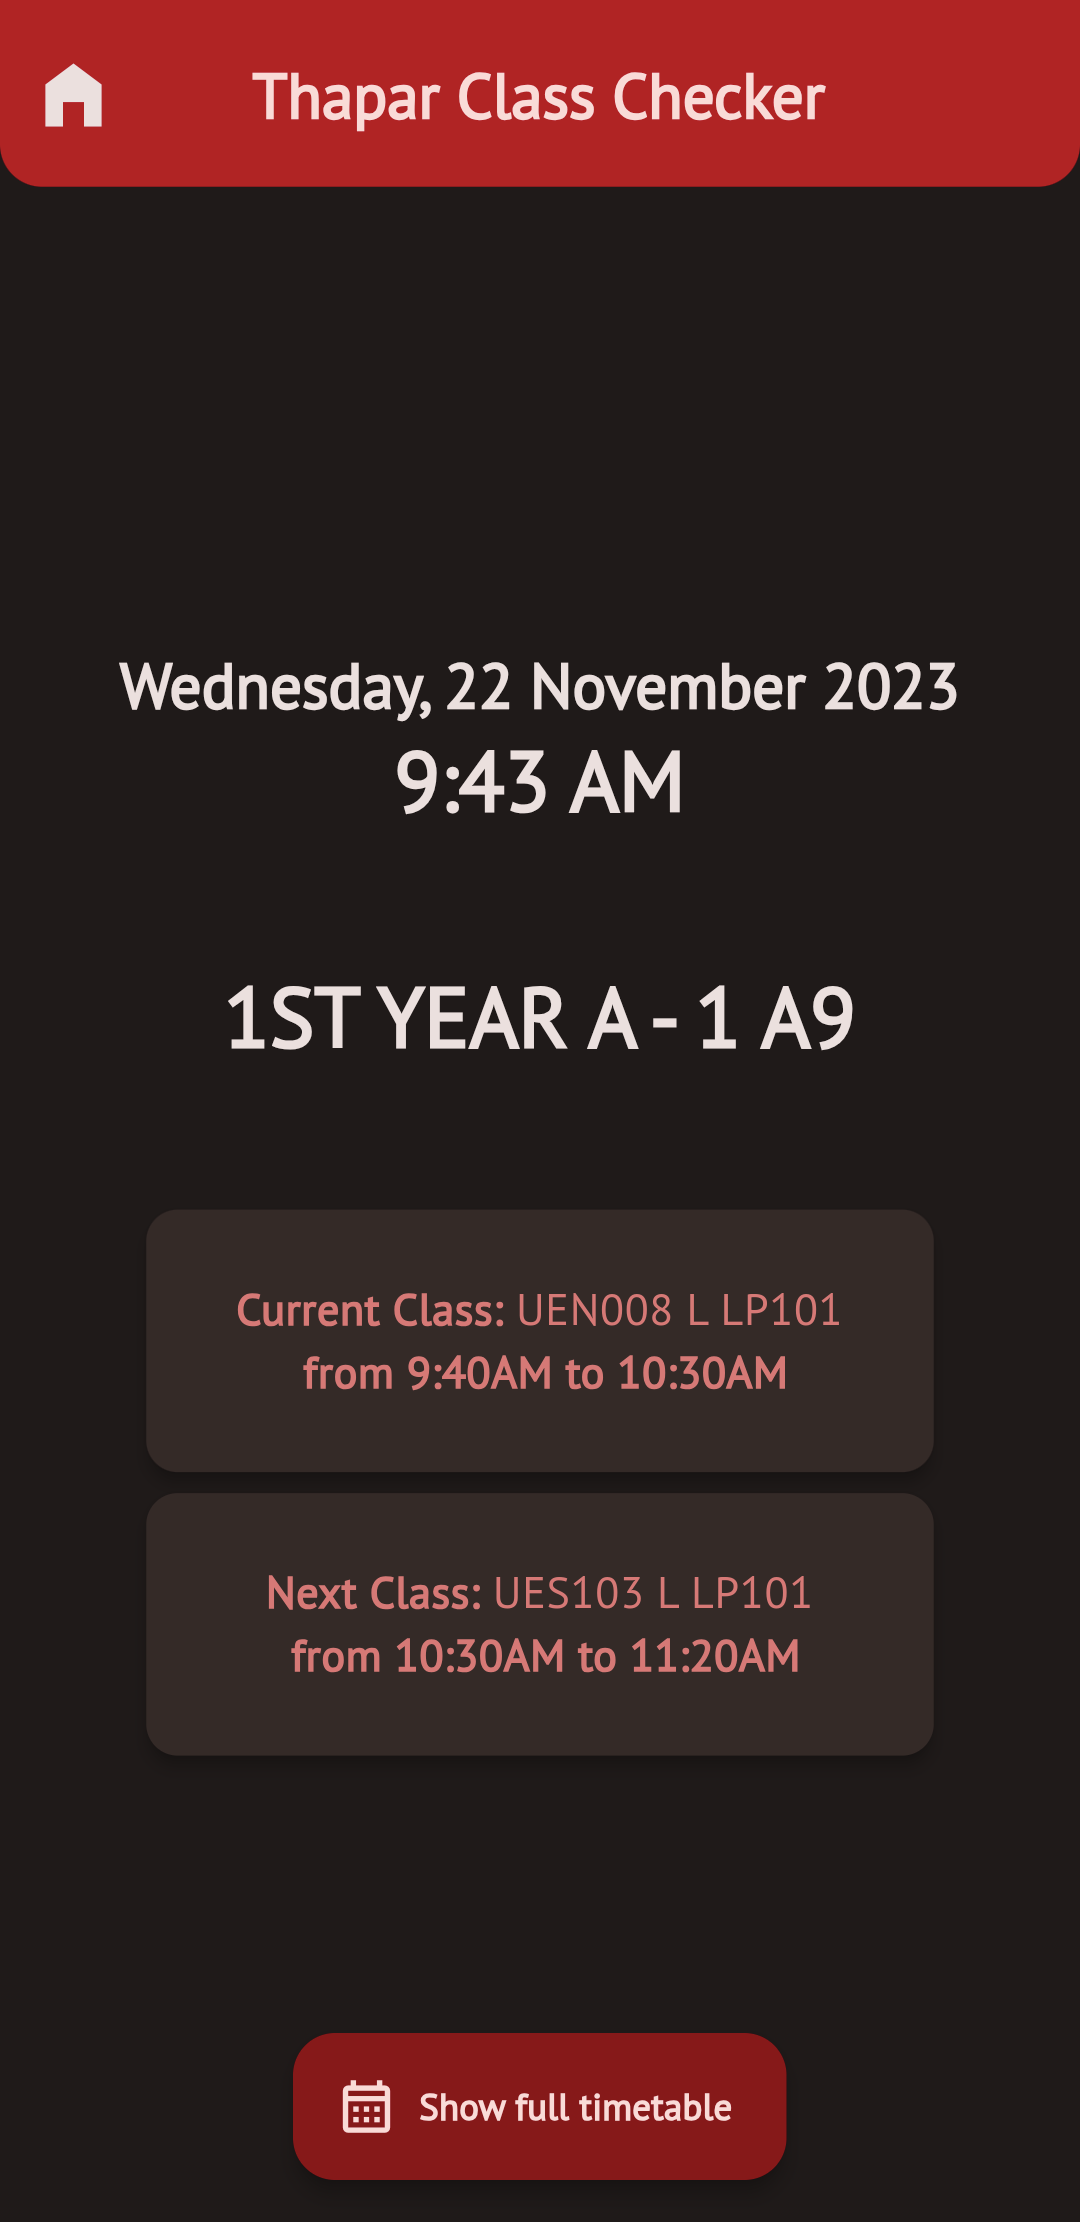 Thapar Class Checker
Wednesday, 22 November 2023
9:43 AM
1ST YEAR A - 1 A9
Current Class: UEN008 L LP101
from 9:40AM to 10:30AM
Next Class: UES103 L LP101
from 10:30AM to 11:20AM
Show full timetable